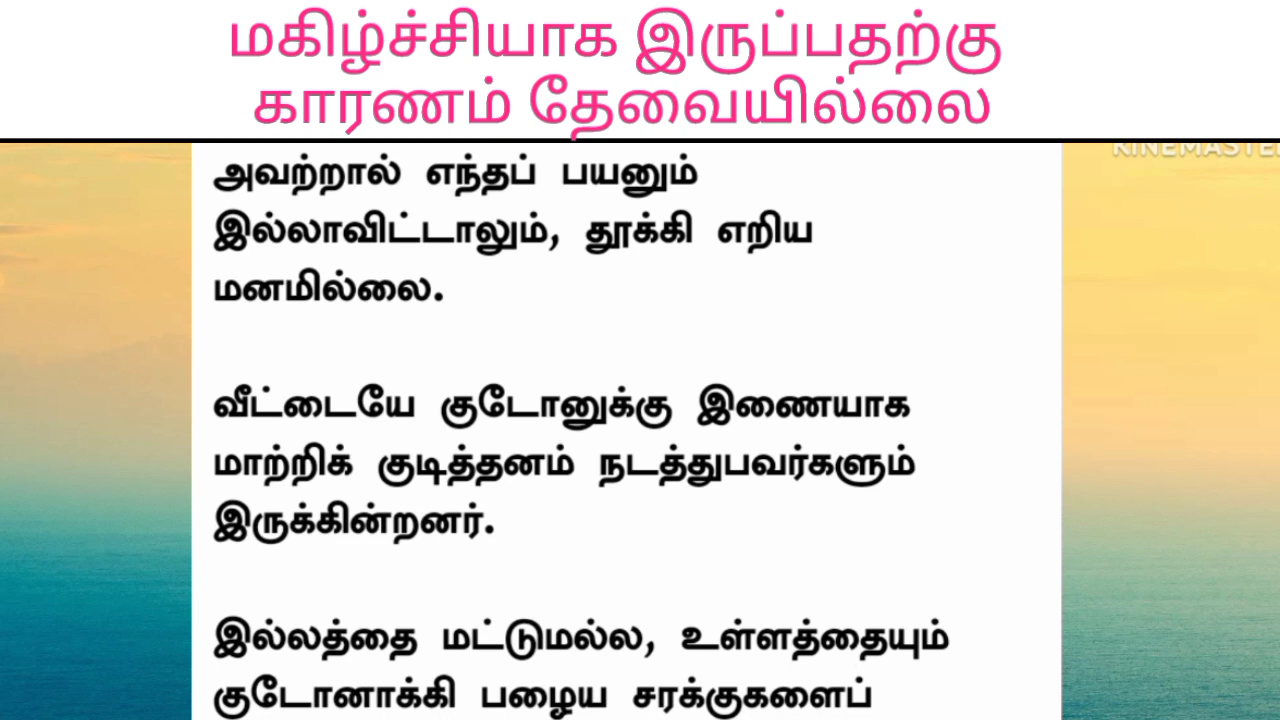 மகிழ்ச்சியாக இருப்பதற்கு
காரணம் தேவையில்லை
KINEMASTER
அவற்றால் எந்தப் பயனும்
இல்லாவிட்டாலும், தூக்கி எறிய
மனமில்லை.
வீட்டையே குடோனுக்கு இணையாக
மாற்றிக் குடித்தனம் நடத்துபவர்களும்
இருக்கின்றனர்.
இல்லத்தை மட்டுமல்ல, உள்ளத்தையும்
குடோனாக்கி பழைய சரக்குகளைப்